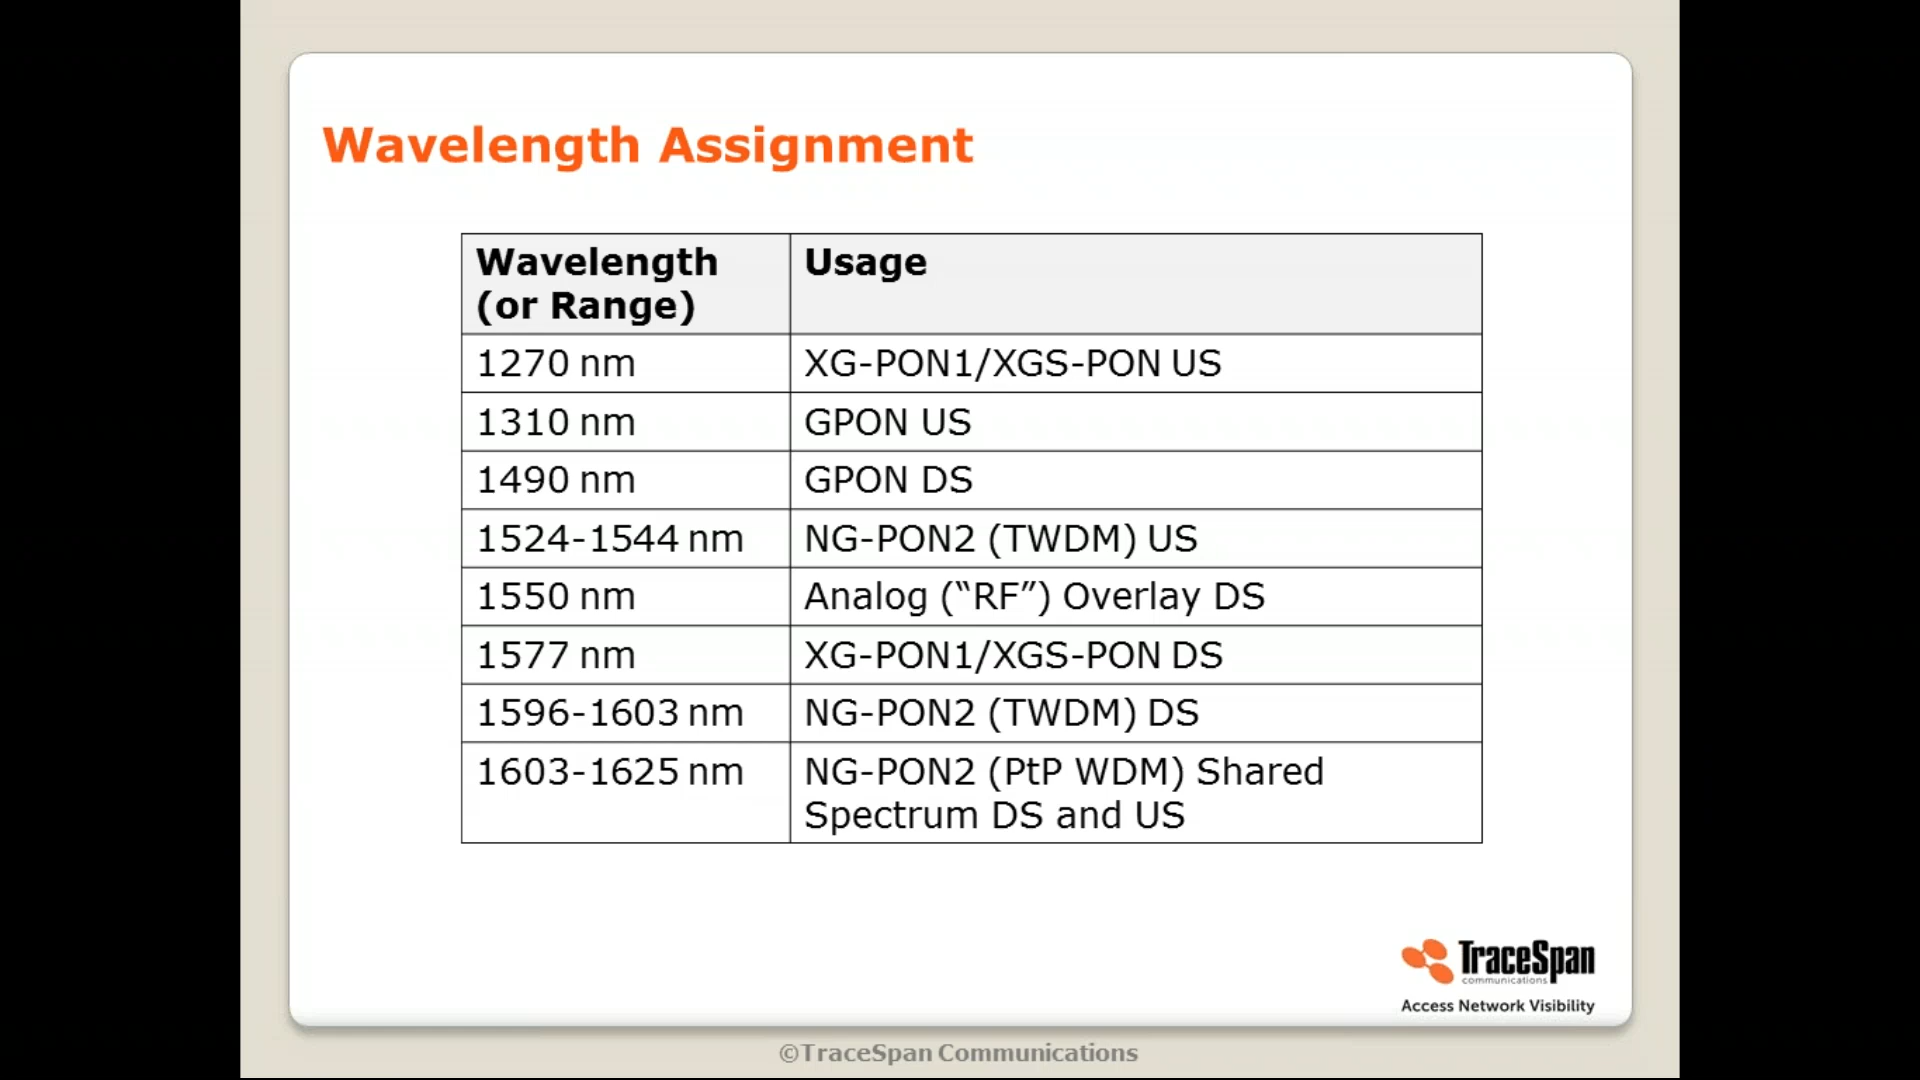 Wavelength Assignment
Wavelength
(or Range)
Usage
1270 nm
XG-PON1/XGS-PON US
1310 nm
GPON US
1490 nm
GPON DS
1524-1544 nm
NG-PON2 (TWDM) US
1550 nm
Analog (“RF”) Overlay DS
1577 nm
XG-PON1/XGS-PON DS
1596-1603 nm
NG-PON2 (TWDM) DS
1603-1625 nm
NG-PON2 (PtP WDM) Shared
Spectrum DS and US
TraceSpan
communications
Access Network Visibility
©TraceSpan Communications